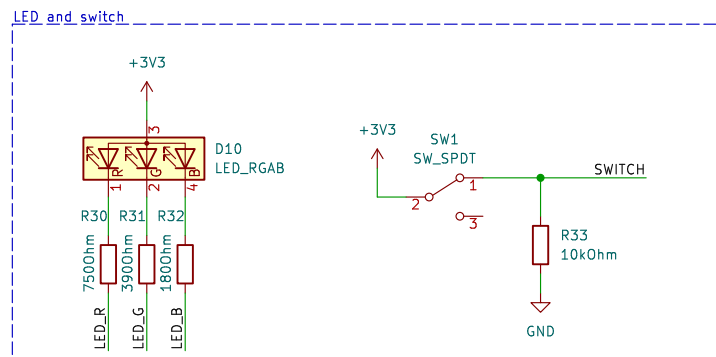 LED and switch
+3V3
3
D10
LED_RGAB
R
G
B
1
2
4
R30
R31
R32
750Ohm
390Ohm
180Ohm
LED_R
LED_G
LED_B
+3V3
SW1
SW_SPDT
2
1
3
SWITCH
R33
10kOhm
GND